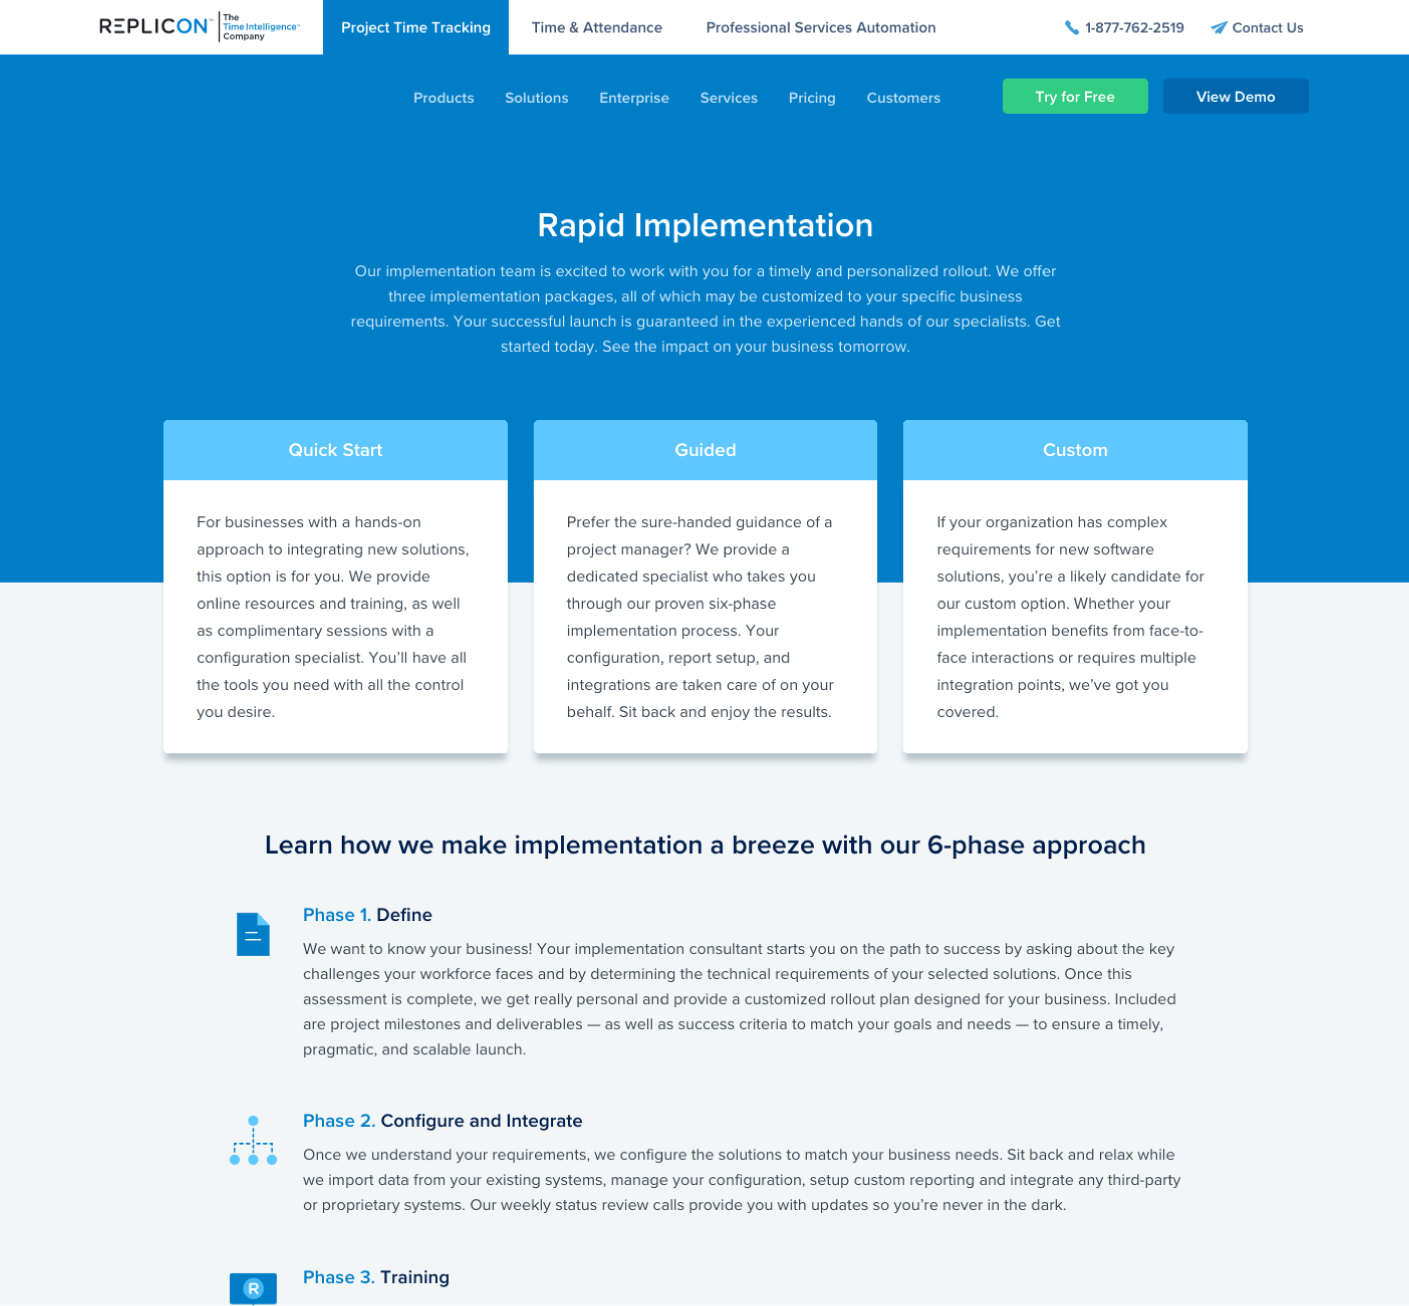 REPLICON The Time Intelligence™ Company
Project Time Tracking
Time & Attendance
Professional Services Automation
1-877-762-2519
Contact Us
Products
Solutions
Enterprise
Services
Pricing
Customers
Try for Free
View Demo
Rapid Implementation
Our implementation team is excited to work with you for a timely and personalized rollout. We offer
three implementation packages, all of which may be customized to your specific business
requirements. Your successful launch is guaranteed in the experienced hands of our specialists. Get
started today. See the impact on your business tomorrow.
Quick Start
For businesses with a hands-on
approach to integrating new solutions,
this option is for you. We provide
online resources and training, as well
as complimentary sessions with a
configuration specialist. You’ll have all
the tools you need with all the control
you desire.
Guided
Prefer the sure-handed guidance of a
project manager? We provide a
dedicated specialist who takes you
through our proven six-phase
implementation process. Your
configuration, report setup, and
integrations are taken care of on your
behalf. Sit back and enjoy the results.
Custom
If your organization has complex
requirements for new software
solutions, you’re a likely candidate for
our custom option. Whether your
implementation benefits from face-to-
face interactions or requires multiple
integration points, we’ve got you
covered.
Learn how we make implementation a breeze with our 6-phase approach
Phase 1. Define
We want to know your business! Your implementation consultant starts you on the path to success by asking about the key
challenges your workforce faces and by determining the technical requirements of your selected solutions. Once this
assessment is complete, we get really personal and provide a customized rollout plan designed for your business. Included
are project milestones and deliverables — as well as success criteria to match your goals and needs — to ensure a timely,
pragmatic, and scalable launch.
Phase 2. Configure and Integrate
Once we understand your requirements, we configure the solutions to match your business needs. Sit back and relax while
we import data from your existing systems, manage your configuration, setup custom reporting and integrate any third-party
or proprietary systems. Our weekly status review calls provide you with updates so you’re never in the dark.
R
Phase 3. Training